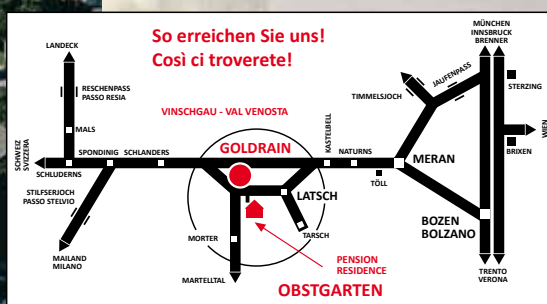 So erreichen Sie uns!
Così ci troverete!
MÜNCHEN
INNSBRUCK
BRENNER
LANDECK
RESCHENPASS
PASSO RESIA
TIMMELSJOCH
JAUFENPASS
STERZING
VINSCHGAU - VAL VENOSTA
WIEN
MALS
SCHWEIZ
SVIZZERA
SPONDINIG
SCHLANDERS
GOLDRAIN
KASTELBELL
NATURNS
MERAN
BRIXEN
SCHLUDERNS
TÖLL
STILFSERJOCH
PASSO STELVIO
LATSCH
BOZEN
BOLZANO
MORTER
TARSCH
MAILAND
MILANO
PENSION
RESIDENCE
MARTELLTAL
OBSTGARTEN
TRENTO
VERONA